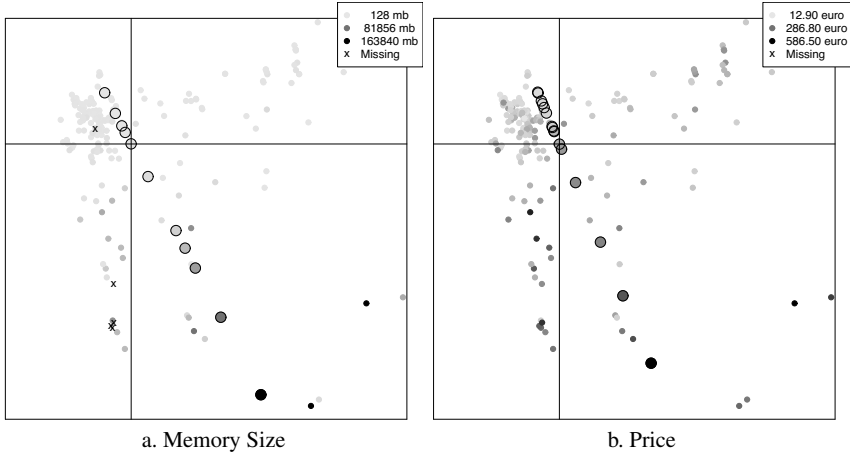 128 mb
81856 mb
163840 mb
x Missing
12.90 euro
286.80 euro
586.50 euro
x Missing
x
x
x
x
a. Memory Size
b. Price